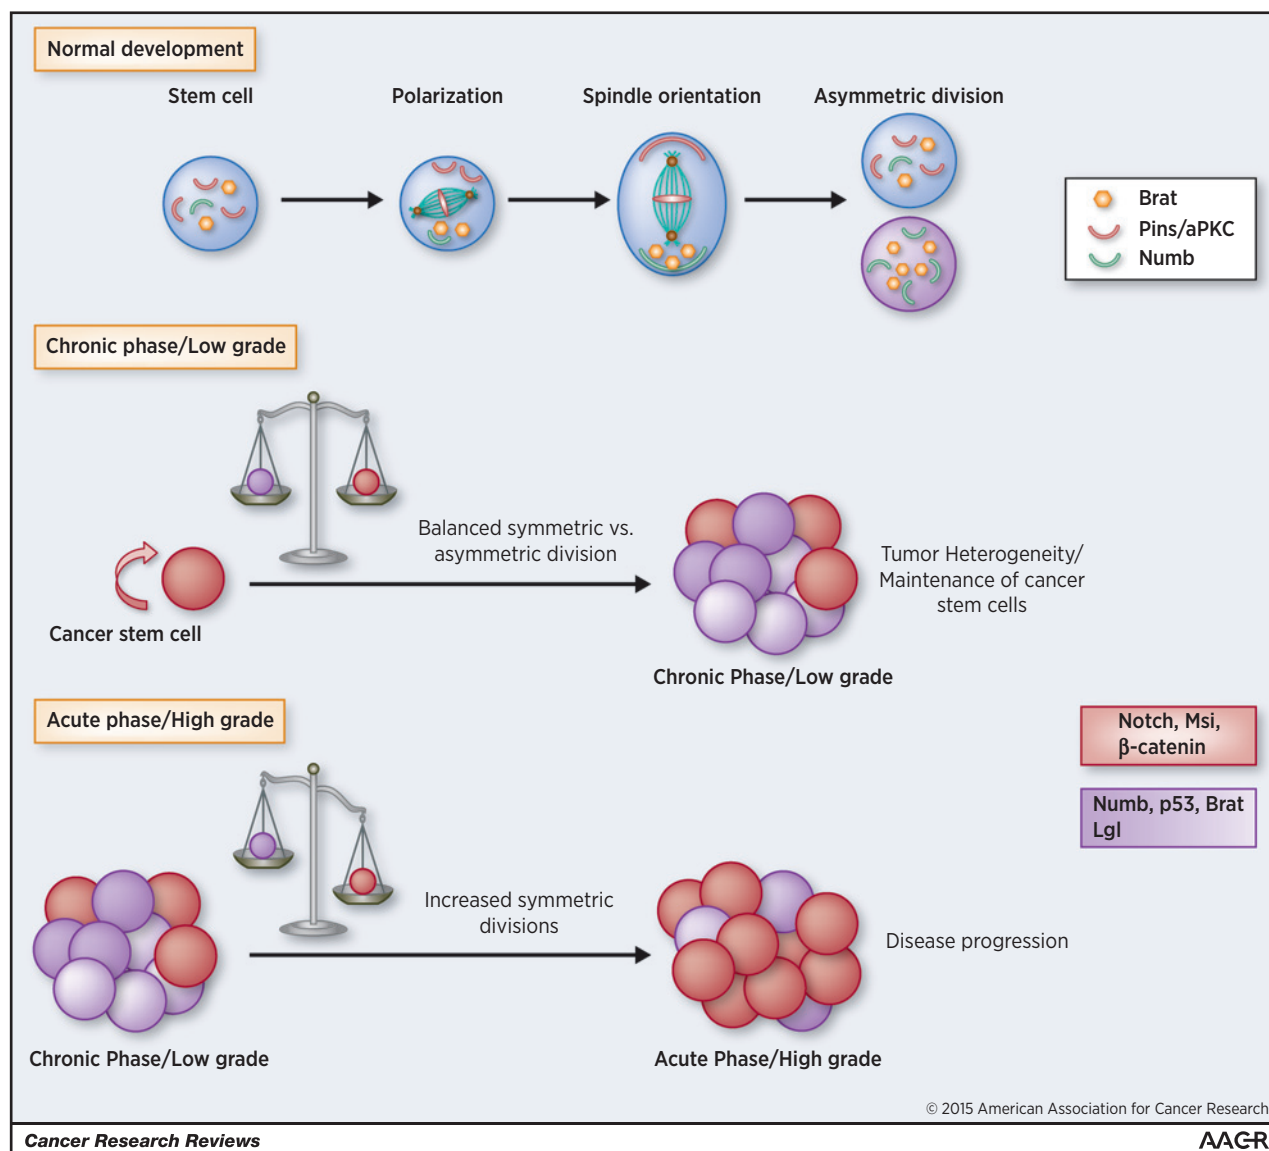 Normal development
Stem cell
Polarization
Spindle orientation
Asymmetric division
Brat
Pins/aPKC
Numb
Chronic phase/Low grade
Balanced symmetric vs.
asymmetric division
Tumor Heterogeneity/
Maintenance of cancer
stem cells
Cancer stem cell
Chronic Phase/Low grade
Acute phase/High grade
Notch, Msi,
β-catenin
Numb, p53, Brat
Lgl
Increased symmetric
divisions
Disease progression
Chronic Phase/Low grade
Acute Phase/High grade
© 2015 American Association for Cancer Research
Cancer Research Reviews
AACR